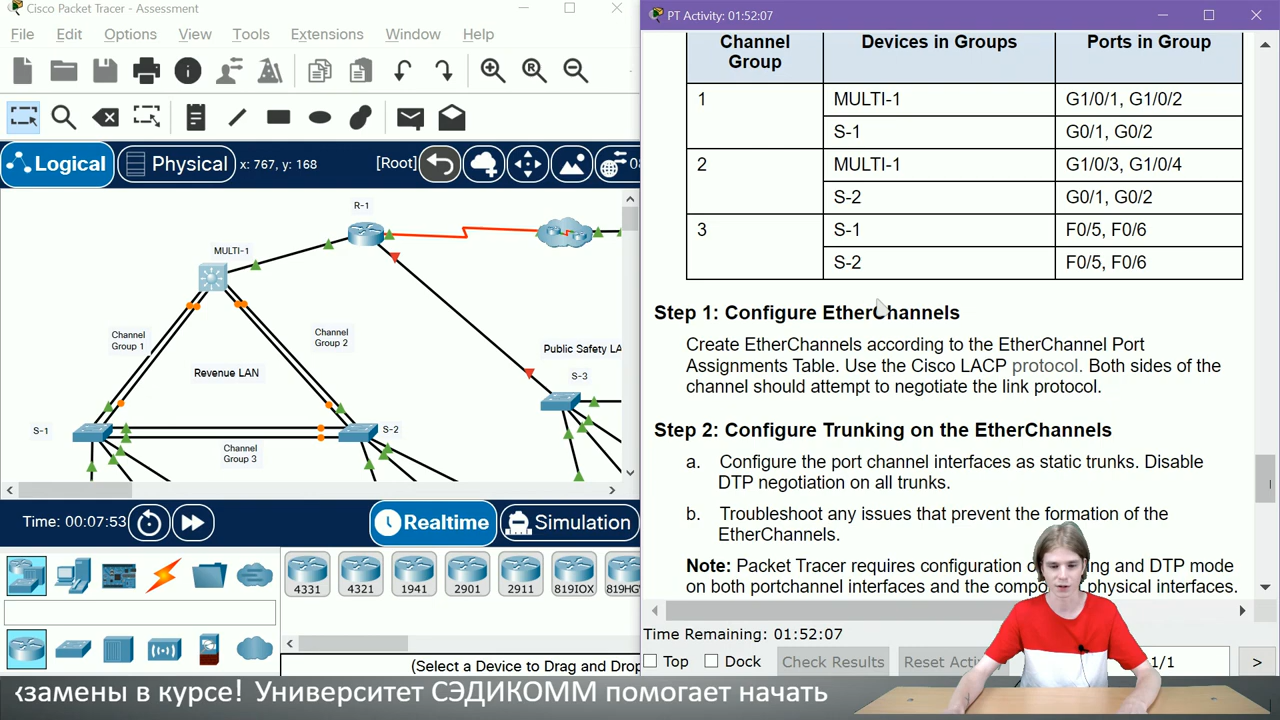 Cisco Packet Tracer - Assessment
File Edit Options View Tools Extensions Window Help
Logical Physical x: 767, y: 168 [Root]
R-1
MULTI-1
Channel
Group 1
Channel
Group 2
Revenue LAN
Public Safety LA
S-3
S-1
S-2
Channel
Group 3
Time: 00:07:53 Realtime Simulation
4331 4321 1941 2901 2911 819IOX 819HG
(Select a Device to Drag and Drop
PT Activity: 01:52:07
Channel
Group
Devices in Groups
Ports in Group
1 MULTI-1 G1/0/1, G1/0/2
S-1 G0/1, G0/2
2 MULTI-1 G1/0/3, G1/0/4
S-2 G0/1, G0/2
3 S-1 F0/5, F0/6
S-2 F0/5, F0/6
Step 1: Configure EtherChannels
Create EtherChannels according to the EtherChannel Port
Assignments Table. Use the Cisco LACP protocol. Both sides of the
channel should attempt to negotiate the link protocol.
Step 2: Configure Trunking on the EtherChannels
a. Configure the port channel interfaces as static trunks. Disable
DTP negotiation on all trunks.
b. Troubleshoot any issues that prevent the formation of the
EtherChannels.
Note: Packet Tracer requires configuration and DTP mode
on both portchannel interfaces and the physical interfaces.
Time Remaining: 01:52:07
Top Dock Check Results Reset 1/1 >
кзамены в курсе! Университет СЭДИКОММ помогает начать